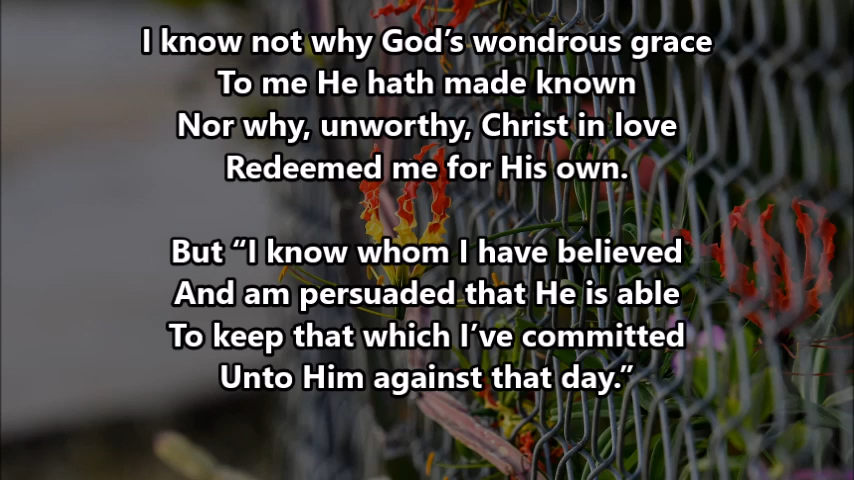 I know not why God’s wondrous grace
To me He hath made known
Nor why, unworthy, Christ in love
Redeemed me for His own.

But “I know whom I have believed
And am persuaded that He is able
To keep that which I’ve committed
Unto Him against that day.”